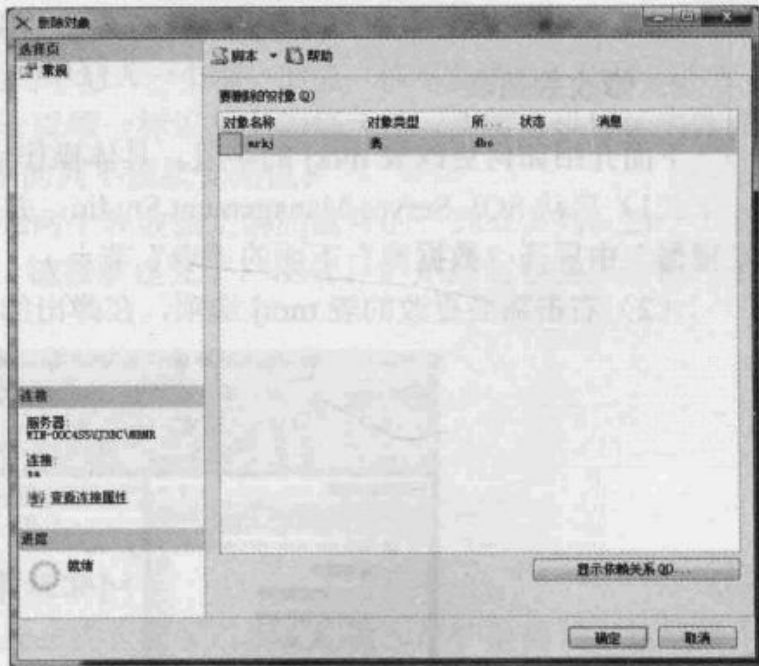 删除对象
选择页
常规
脚本 帮助
要删除的对象(O)
对象名称 对象类型 所... 状态 消息
mrkj 表 dbo
连接
服务器:
连接:
sa
查看连接属性
进度
就绪
显示依赖关系(H)...
确定 取消